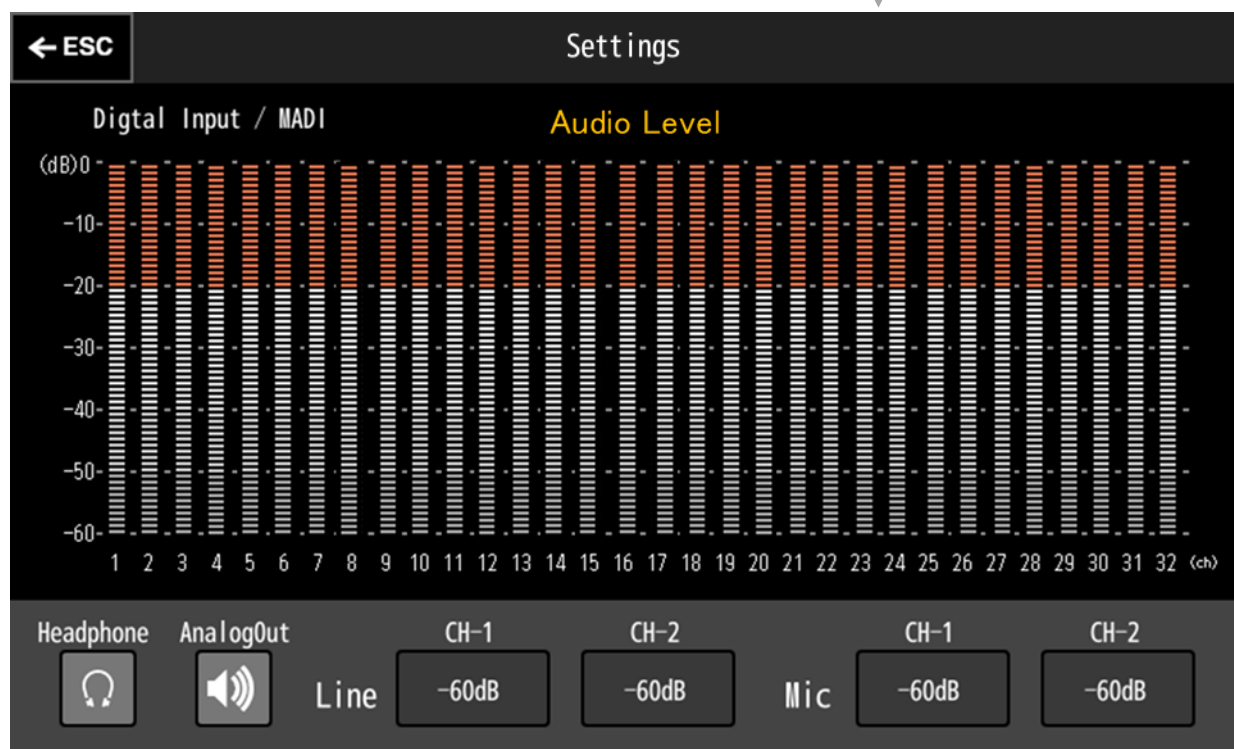 ← ESC
Settings
Digtal Input / MADI
Audio Level
(dB)0
-10-
-20-
-30-
-40-
-50-
-60-
1 2 3 4 5 6 7 8 9 10 11 12 13 14 15 16 17 18 19 20 21 22 23 24 25 26 27 28 29 30 31 32 (ch)
Headphone AnalogOut CH-1 CH-2 CH-1 CH-2
Line -60dB -60dB Mic -60dB -60dB